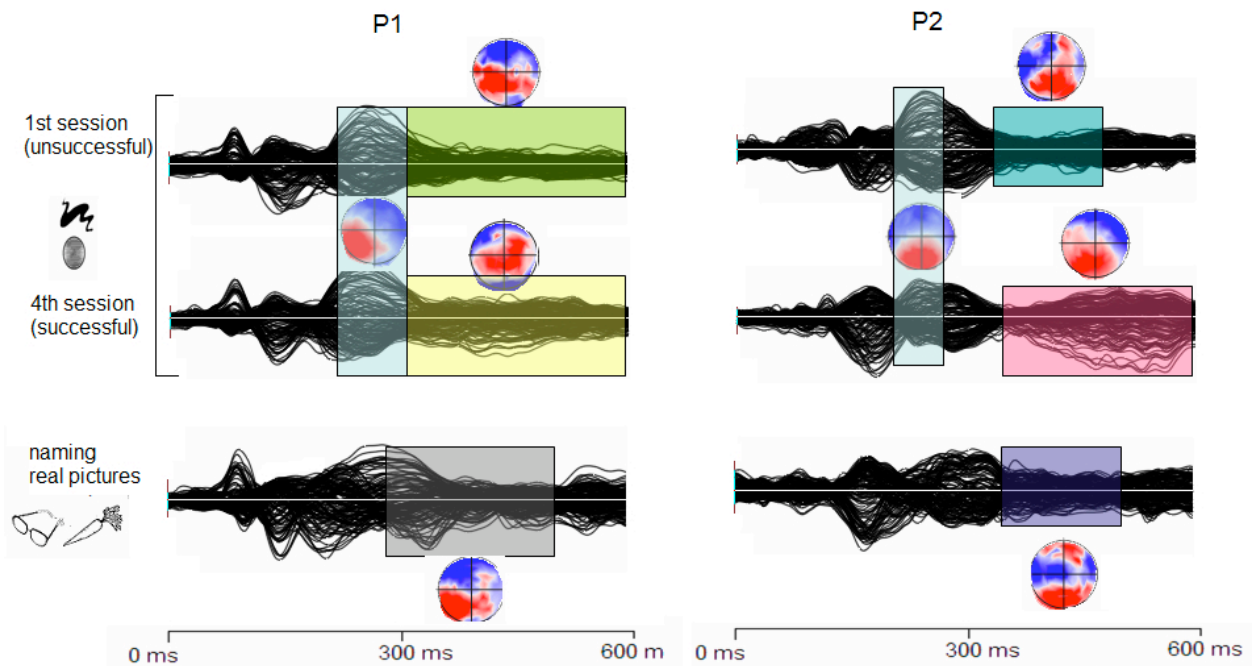 P1
P2
1st session
(unsuccessful)
4th session
(successful)
naming
real pictures
0 ms
300 ms
600 m
0 ms
300 ms
600 ms